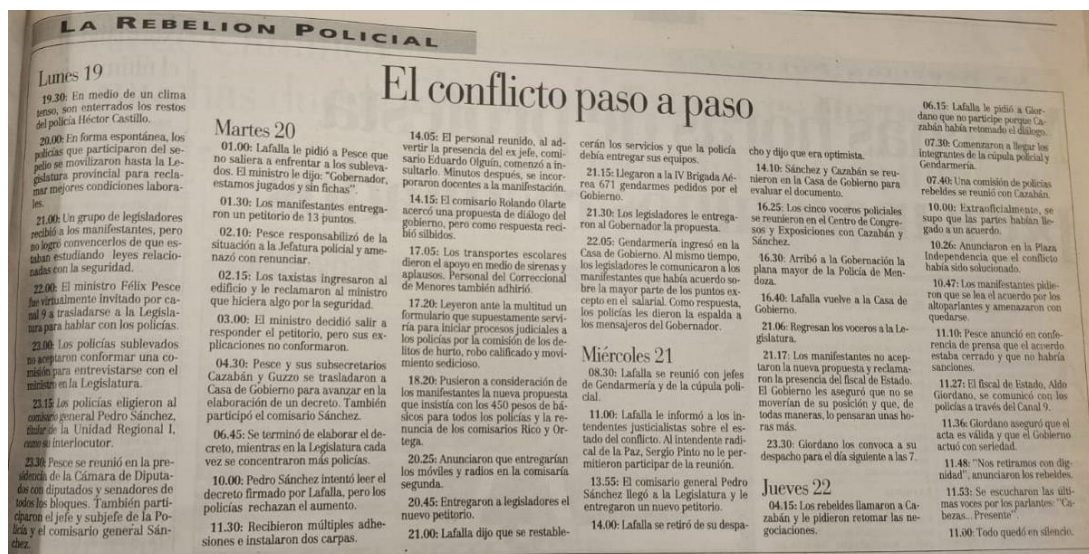 LA REBELION POLICIAL
El conflicto paso a paso
Lunes 19
19.30: En medio de un clima
tenso, son enterrados los restos
del policía Héctor Castillo.
20.00: En forma espontánea, los
policías que participaron del se-
pelio se movilizaron hasta la Le-
gislatura provincial para recla-
mar mejores condiciones labora-
les.
21.00: Un grupo de legisladores
recibió a los manifestantes, pero
no logró convencerlos de que es-
taban estudiando leyes relacio-
nadas con la seguridad.
22.00: El ministro Félix Pesce
fue virtualmente invitado por ca-
nal 9 a trasladarse a la Legisla-
tura para hablar con los policías.
23.00: Los policías sublevados
no aceptaron conformar una co-
misión para entrevistarse con el
ministro en la Legislatura.
23.15: Los policías eligieron al
comisario general Pedro Sánchez,
titular de la Unidad Regional I,
como su interlocutor.
23.30: Pesce se reunió en la pre-
sidencia de la Cámara de Diputa-
dos con diputados y senadores de
todos los bloques. También parti-
ciparon el jefe y subjefe de la Po-
licía y el comisario general Sán-
chez.
Martes 20
01.00: Lafalla le pidió a Pesce que
no saliera a enfrentar a los subleva-
dos. El ministro le dijo: "Gobernador,
estamos jugados y sin fichas".
01.30: Los manifestantes entrega-
ron un petitorio de 13 puntos.
02.10: Pesce responsabilizó de la
situación a la Jefatura policial y ame-
nazó con renunciar.
02.15: Los taxistas ingresaron al
edificio y le reclamaron al ministro
que hiciera algo por la seguridad.
03.00: El ministro decidió salir a
responder el petitorio, pero sus ex-
plicaciones no conformaron.
04.30: Pesce y sus subsecretarios
Cazabán y Guzzo se trasladaron a
Casa de Gobierno para avanzar en la
elaboración de un decreto. También
participó el comisario Sánchez.
06.45: Se terminó de elaborar el de-
creto, mientras en la Legislatura cada
vez se concentraron más policías.
10.00: Pedro Sánchez intentó leer el
decreto firmado por Lafalla, pero los
policías rechazan el aumento.
11.30: Recibieron múltiples adhe-
siones e instalaron dos carpas.
14.05: El personal reunido, al ad-
vertir la presencia del ex jefe, comi-
sario Eduardo Olguín, comenzó a in-
sultarlo. Minutos después, se incor-
poraron docentes a la manifestación.
14.15: El comisario Rolando Olarte
acercó una propuesta de diálogo del
gobierno, pero como respuesta reci-
bió silbidos.
17.05: Los transportes escolares
dieron el apoyo en medio de sirenas y
aplausos. Personal del Correccional
de Menores también adhirió.
17.20: Leyeron ante la multitud un
formulario que supuestamente servi-
ría para iniciar procesos judiciales a
los policías por la comisión de los de-
litos de hurto, robo calificado y movi-
miento sedicioso.
18.20: Pusieron a consideración de
los manifestantes la nueva propuesta
que insistía con los 450 pesos de bá-
sicos para todos los policías y la re-
nuncia de los comisarios Rico y Or-
tega.
20.25: Anunciaron que entregarían
los móviles y radios en la comisaría
segunda.
20.45: Entregaron a legisladores el
nuevo petitorio.
21.00: Lafalla dijo que se restable-
cerán los servicios y que la policía
debía entregar sus equipos.
21.15: Llegaron a la IV Brigada Aé-
rea 671 gendarmes pedidos por el
Gobierno.
21.30: Los legisladores le entrega-
ron al Gobernador la propuesta.
22.05: Gendarmería ingresó en la
Casa de Gobierno. Al mismo tiempo,
los legisladores le comunicaron a los
manifestantes que había acuerdo so-
bre la mayor parte de los puntos ex-
cepto en el salarial. Como respuesta,
los policías les dieron la espalda a
los mensajeros del Gobernador.
Miércoles 21
08.30: Lafalla se reunió con jefes
de Gendarmería y de la cúpula poli-
cial.
11.00: Lafalla le informó a los in-
tendentes justicialistas sobre el es-
tado del conflicto. Al intendente radi-
cal de la Paz, Sergio Pinto no le per-
mitieron participar de la reunión.
13.55: El comisario general Pedro
Sánchez llegó a la Legislatura y le
entregaron un nuevo petitorio.
14.00: Lafalla se retiró de su despa-
cho y dijo que era optimista.
14.10: Sánchez y Cazabán se reu-
nieron en la Casa de Gobierno para
evaluar el documento.
16.25: Los cinco voceros policiales
se reunieron en el Centro de Congre-
sos y Exposiciones con Cazabán y
Sánchez.
16.30: Arribó a la Gobernación la
plana mayor de la Policía de Men-
doza.
16.40: Lafalla vuelve a la Casa de
Gobierno.
21.06: Regresan los voceros a la Le-
gislatura.
21.17: Los manifestantes no acep-
taron la nueva propuesta y reclama-
ron la presencia del fiscal de Estado.
El Gobierno les aseguró que no se
moverían de su posición y que, de
todas maneras, lo pensaran unas ho-
ras más.
23.30: Giordano los convoca a su
despacho para el día siguiente a las 7.
Jueves 22
04.15: Los rebeldes llamaron a Ca-
zabán y le pidieron retomar las ne-
gociaciones.
06.15: Lafalla le pidió a Gior-
dano que no participe porque Ca-
zabán había retomado el diálogo.
07.30: Comenzaron a llegar los
integrantes de la cúpula policial y
Gendarmería.
07.40: Una comisión de policías
rebeldes se reunió con Cazabán.
10.00: Extraoficialmente, se
supo que las partes habían lle-
gado a un acuerdo.
10.26: Anunciaron en la Plaza
Independencia que el conflicto
había sido solucionado.
10.47: Los manifestantes pidie-
ron que se lea el acuerdo por los
altoparlantes y amenazaron con
quedarse.
11.10: Pesce anunció en confe-
rencia de prensa que el acuerdo
estaba cerrado y que no habría
sanciones.
11.27: El fiscal de Estado, Aldo
Giordano, se comunicó con los
policías a través del Canal 9.
11.36: Giordano aseguró que el
acta es válida y que el Gobierno
actuó con seriedad.
11.48: "Nos retiramos con dig-
nidad", anunciaron los rebeldes.
11.53: Se escucharon las últi-
mas voces por los parlantes: "Ca-
bezas...Presente".
11.00: Todo quedó en silencio.